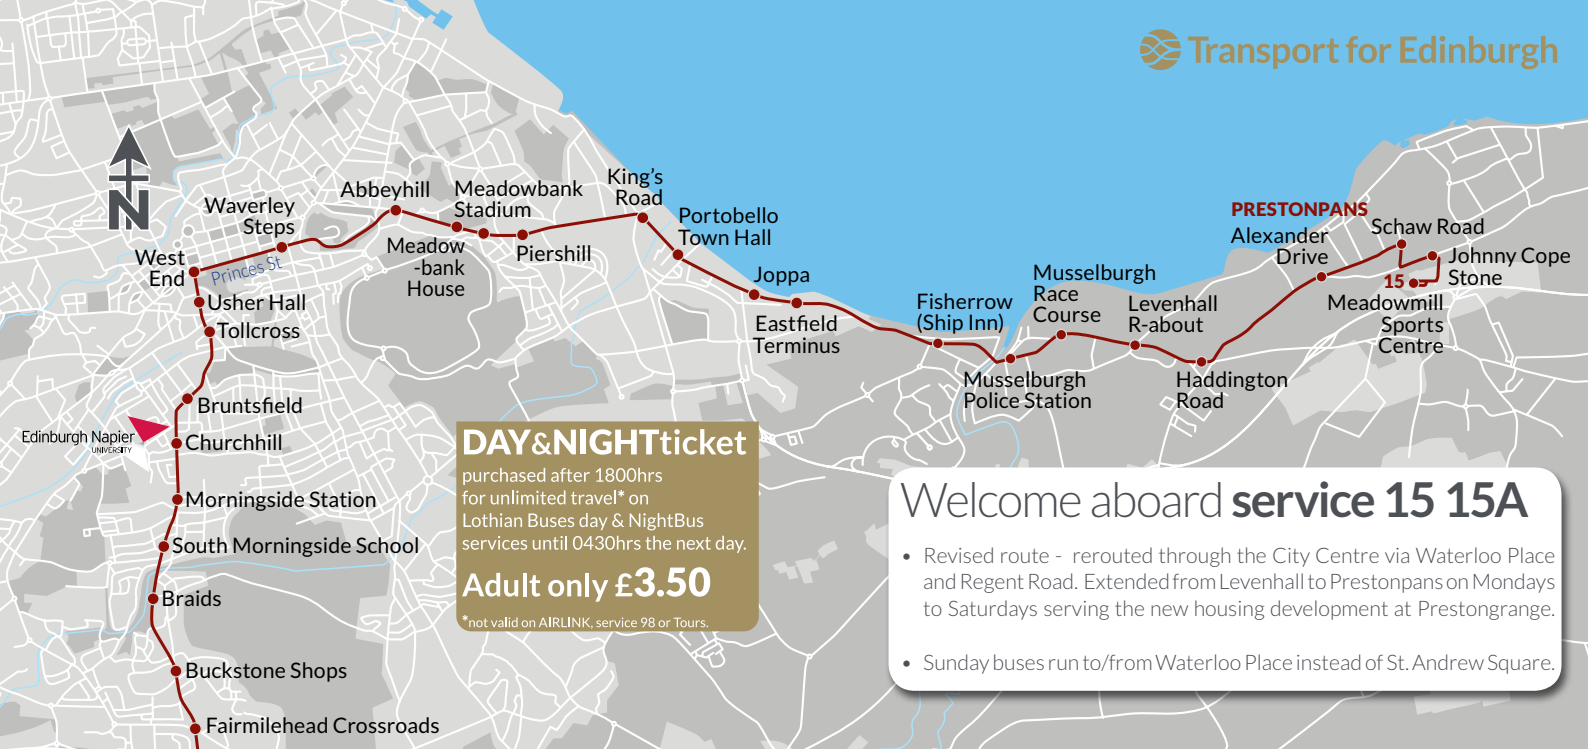 Transport for Edinburgh
N
Waverley
Steps
West
End
Princes St
Usher Hall
Tollcross
Bruntsfield
Edinburgh Napier
UNIVERSITY
Churchhill
Morningside Station
South Morningside School
Braids
Buckstone Shops
Fairmilehead Crossroads
Abbeyhill
Meadow
-bank
House
Meadowbank
Stadium
Piershill
King's
Road
Portobello
Town Hall
Joppa
Eastfield
Terminus
Fisherrow
(Ship Inn)
Musselburgh
Police Station
Musselburgh
Race
Course
Levenhall
R-about
Haddington
Road
PRESTONPANS
Alexander
Drive
Schaw Road
Johnny Cope
Stone
15
Meadowmill
Sports
Centre
DAY&NIGHTticket
purchased after 1800hrs
for unlimited travel* on
Lothian Buses day & NightBus
services until 0430hrs the next day.
Adult only £3.50
*not valid on AIRLINK, service 98 or Tours.
Welcome aboard service 15 15A
• Revised route - rerouted through the City Centre via Waterloo Place
and Regent Road. Extended from Levenhall to Prestonpans on Mondays
to Saturdays serving the new housing development at Prestongrange.
• Sunday buses run to/from Waterloo Place instead of St. Andrew Square.